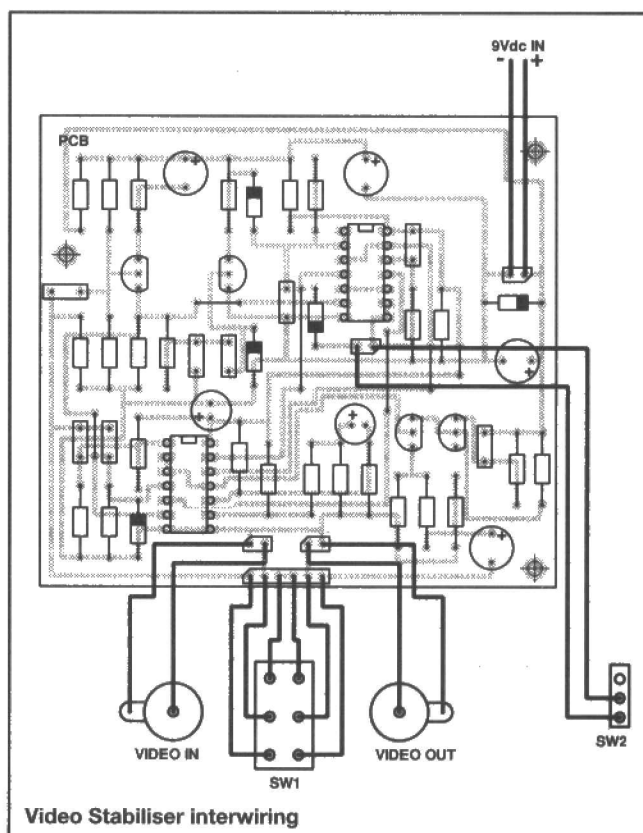 9Vdc IN
- +
PCB
+ +
+
+ +
+
VIDEO IN
VIDEO OUT
SW1
SW2
Video Stabiliser interwiring